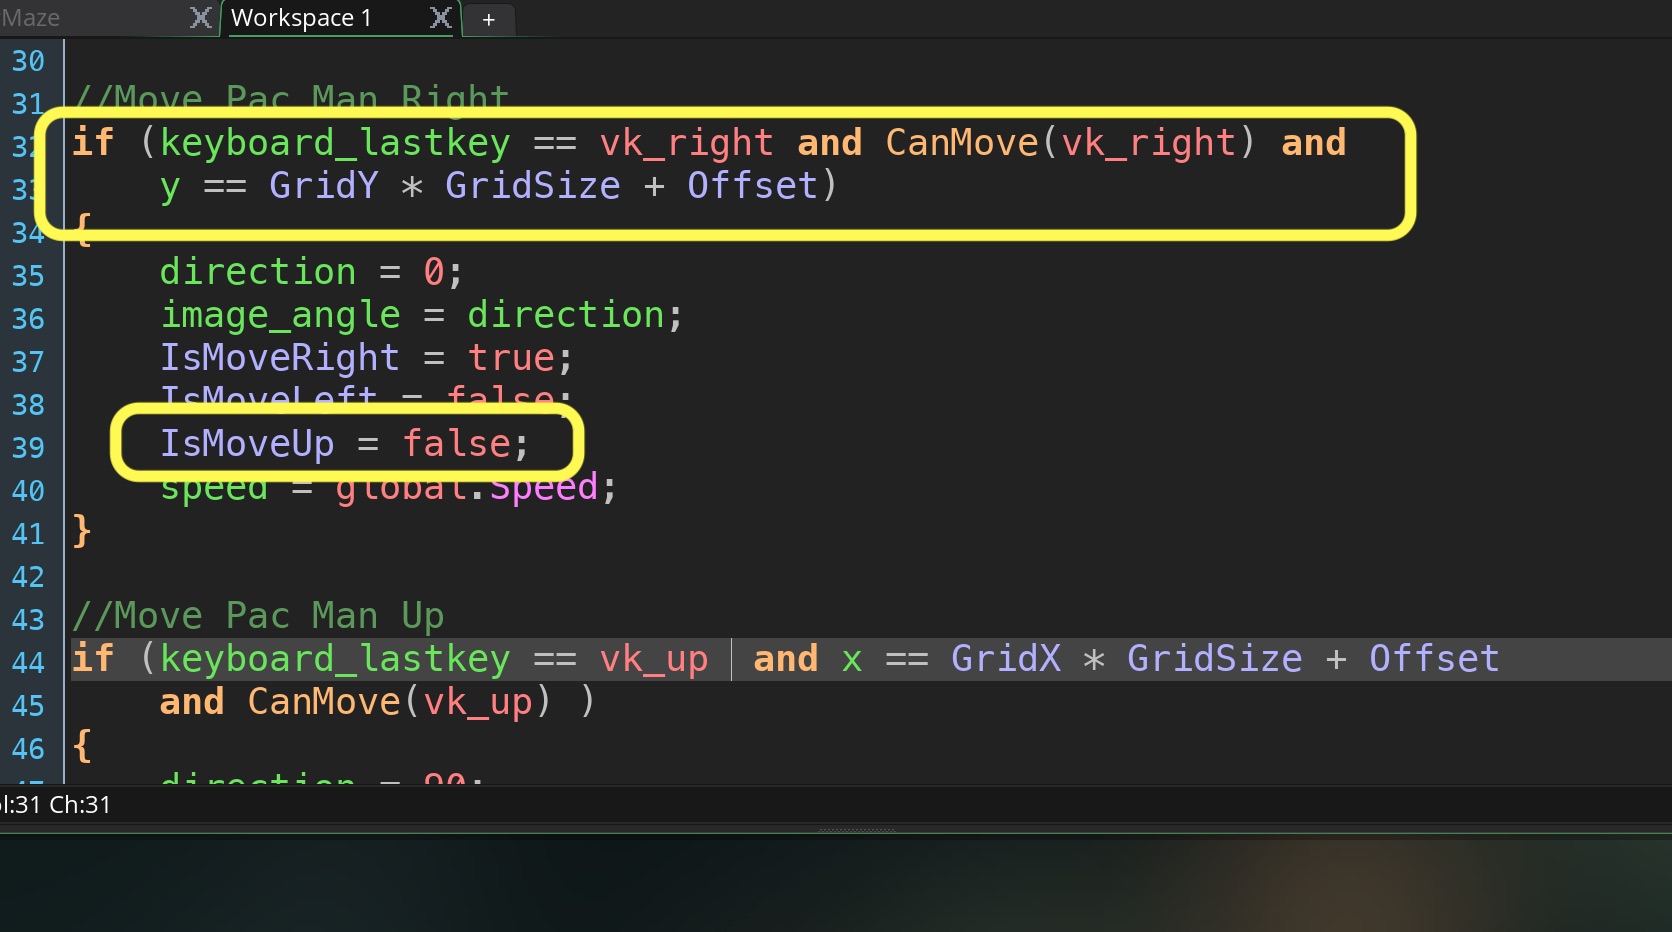 Maze
Workspace 1
+
30
31 //Move Pac Man Right
32 if (keyboard_lastkey == vk_right and CanMove(vk_right) and
33 y == GridY * GridSize + Offset)
34 {
35 direction = 0;
36 image_angle = direction;
37 IsMoveRight = true;
38 IsMoveLeft = false;
39 IsMoveUp = false;
40 speed = global.Speed;
41 }
42
43 //Move Pac Man Up
44 if (keyboard_lastkey == vk_up and x == GridX * GridSize + Offset
45 and CanMove(vk_up) )
46 {
47 direction = 90;
ol:31 Ch:31